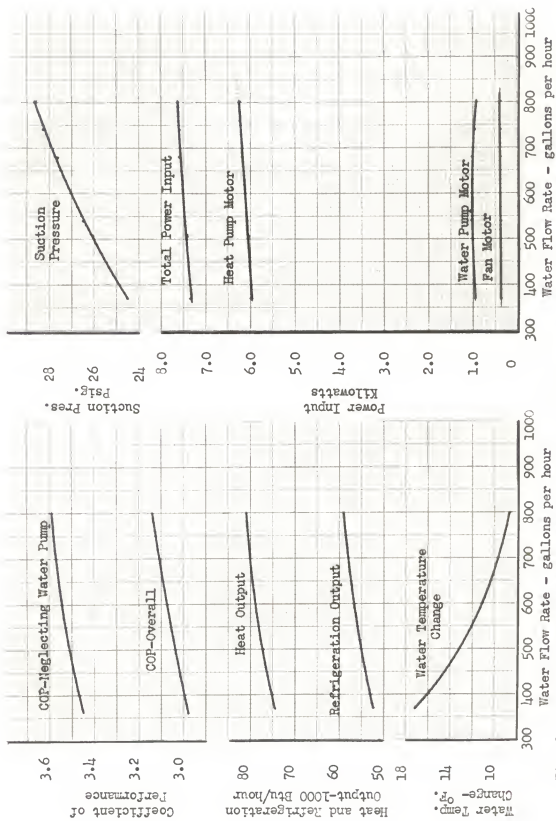 Coefficient of
Performance
3.6
3.4
3.2
3.0
COP-Neglecting Water Pump
COP-Overall
Heat and Refrigeration
Output-1000 Btu/hour
80
70
60
50
Heat Output
Refrigeration Output
Water Temp.
Change-°F.
18
14
10
Water Temperature
Change
300 400 500 600 700 800 900 1000
Water Flow Rate - gallons per hour
Suction Pres.
Psig.
28
26
24
Suction
Pressure
Power Input
Kilowatts
8.0
7.0
6.0
5.0
4.0
3.0
2.0
1.0
0
Total Power Input
Heat Pump Motor
Water Pump Motor
Fan Motor
300 400 500 600 700 800 900 1000
Water Flow Rate - gallons per hour